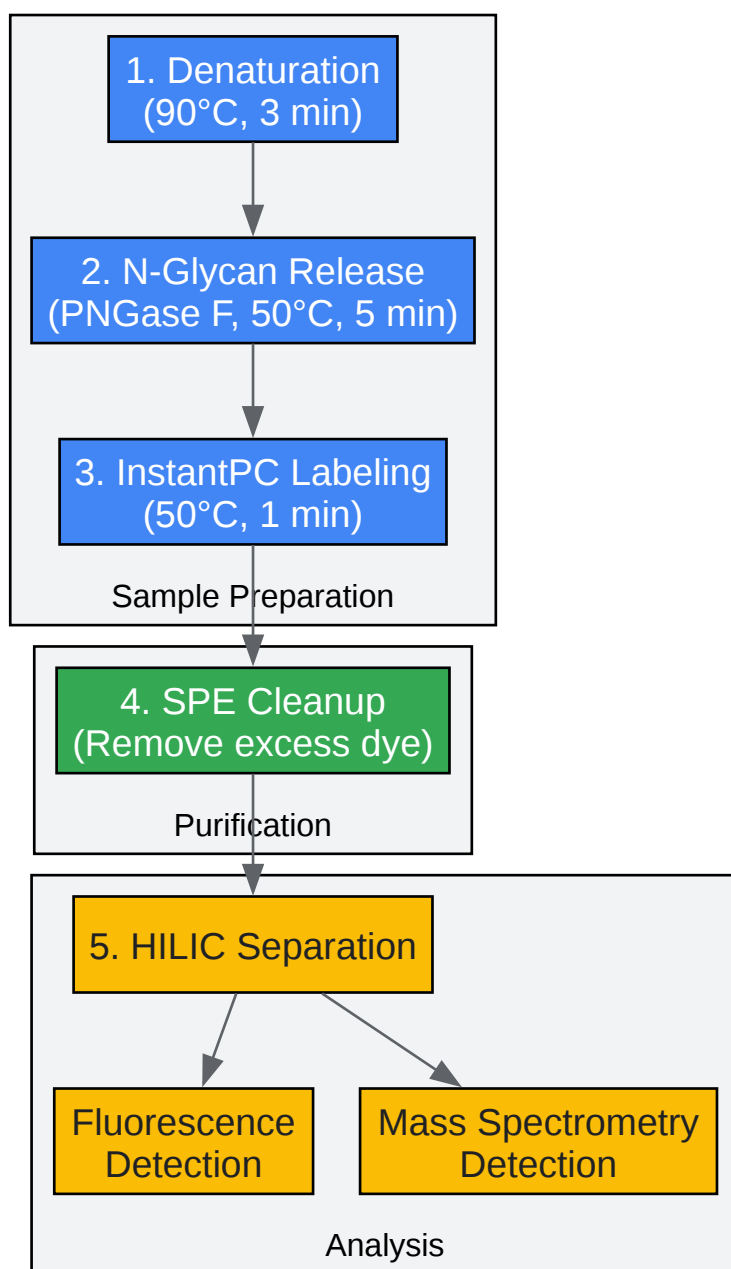 1. Denaturation
(90°C, 3 min)
2. N-Glycan Release
(PNGase F, 50°C, 5 min)
3. InstantPC Labeling
(50°C, 1 min)
Sample Preparation
4. SPE Cleanup
(Remove excess dye)
Purification
5. HILIC Separation
Fluorescence
Detection
Mass Spectrometry
Detection
Analysis